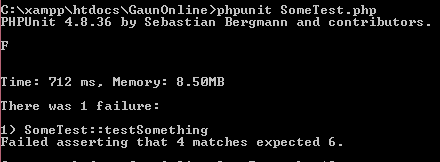 C:\xampp\htdocs\GaunOnline>phpunit SomeTest.php
PHPUnit 4.8.36 by Sebastian Bergmann and contributors.
F
Time: 712 ms, Memory: 8.50MB
There was 1 failure:
1) SomeTest::testSomething
Failed asserting that 4 matches expected 6.